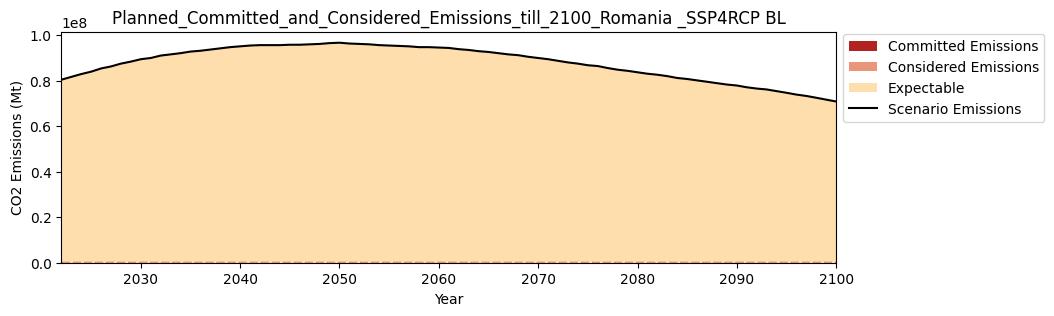 Planned_Committed_and_Considered_Emissions_till_2100_Romania _SSP4RCP BL
1e8
1.0
0.8
0.6
0.4
0.2
0.0
CO2 Emissions (Mt)
2030 2040 2050 2060 2070 2080 2090 2100
Year
Committed Emissions
Considered Emissions
Expectable
Scenario Emissions